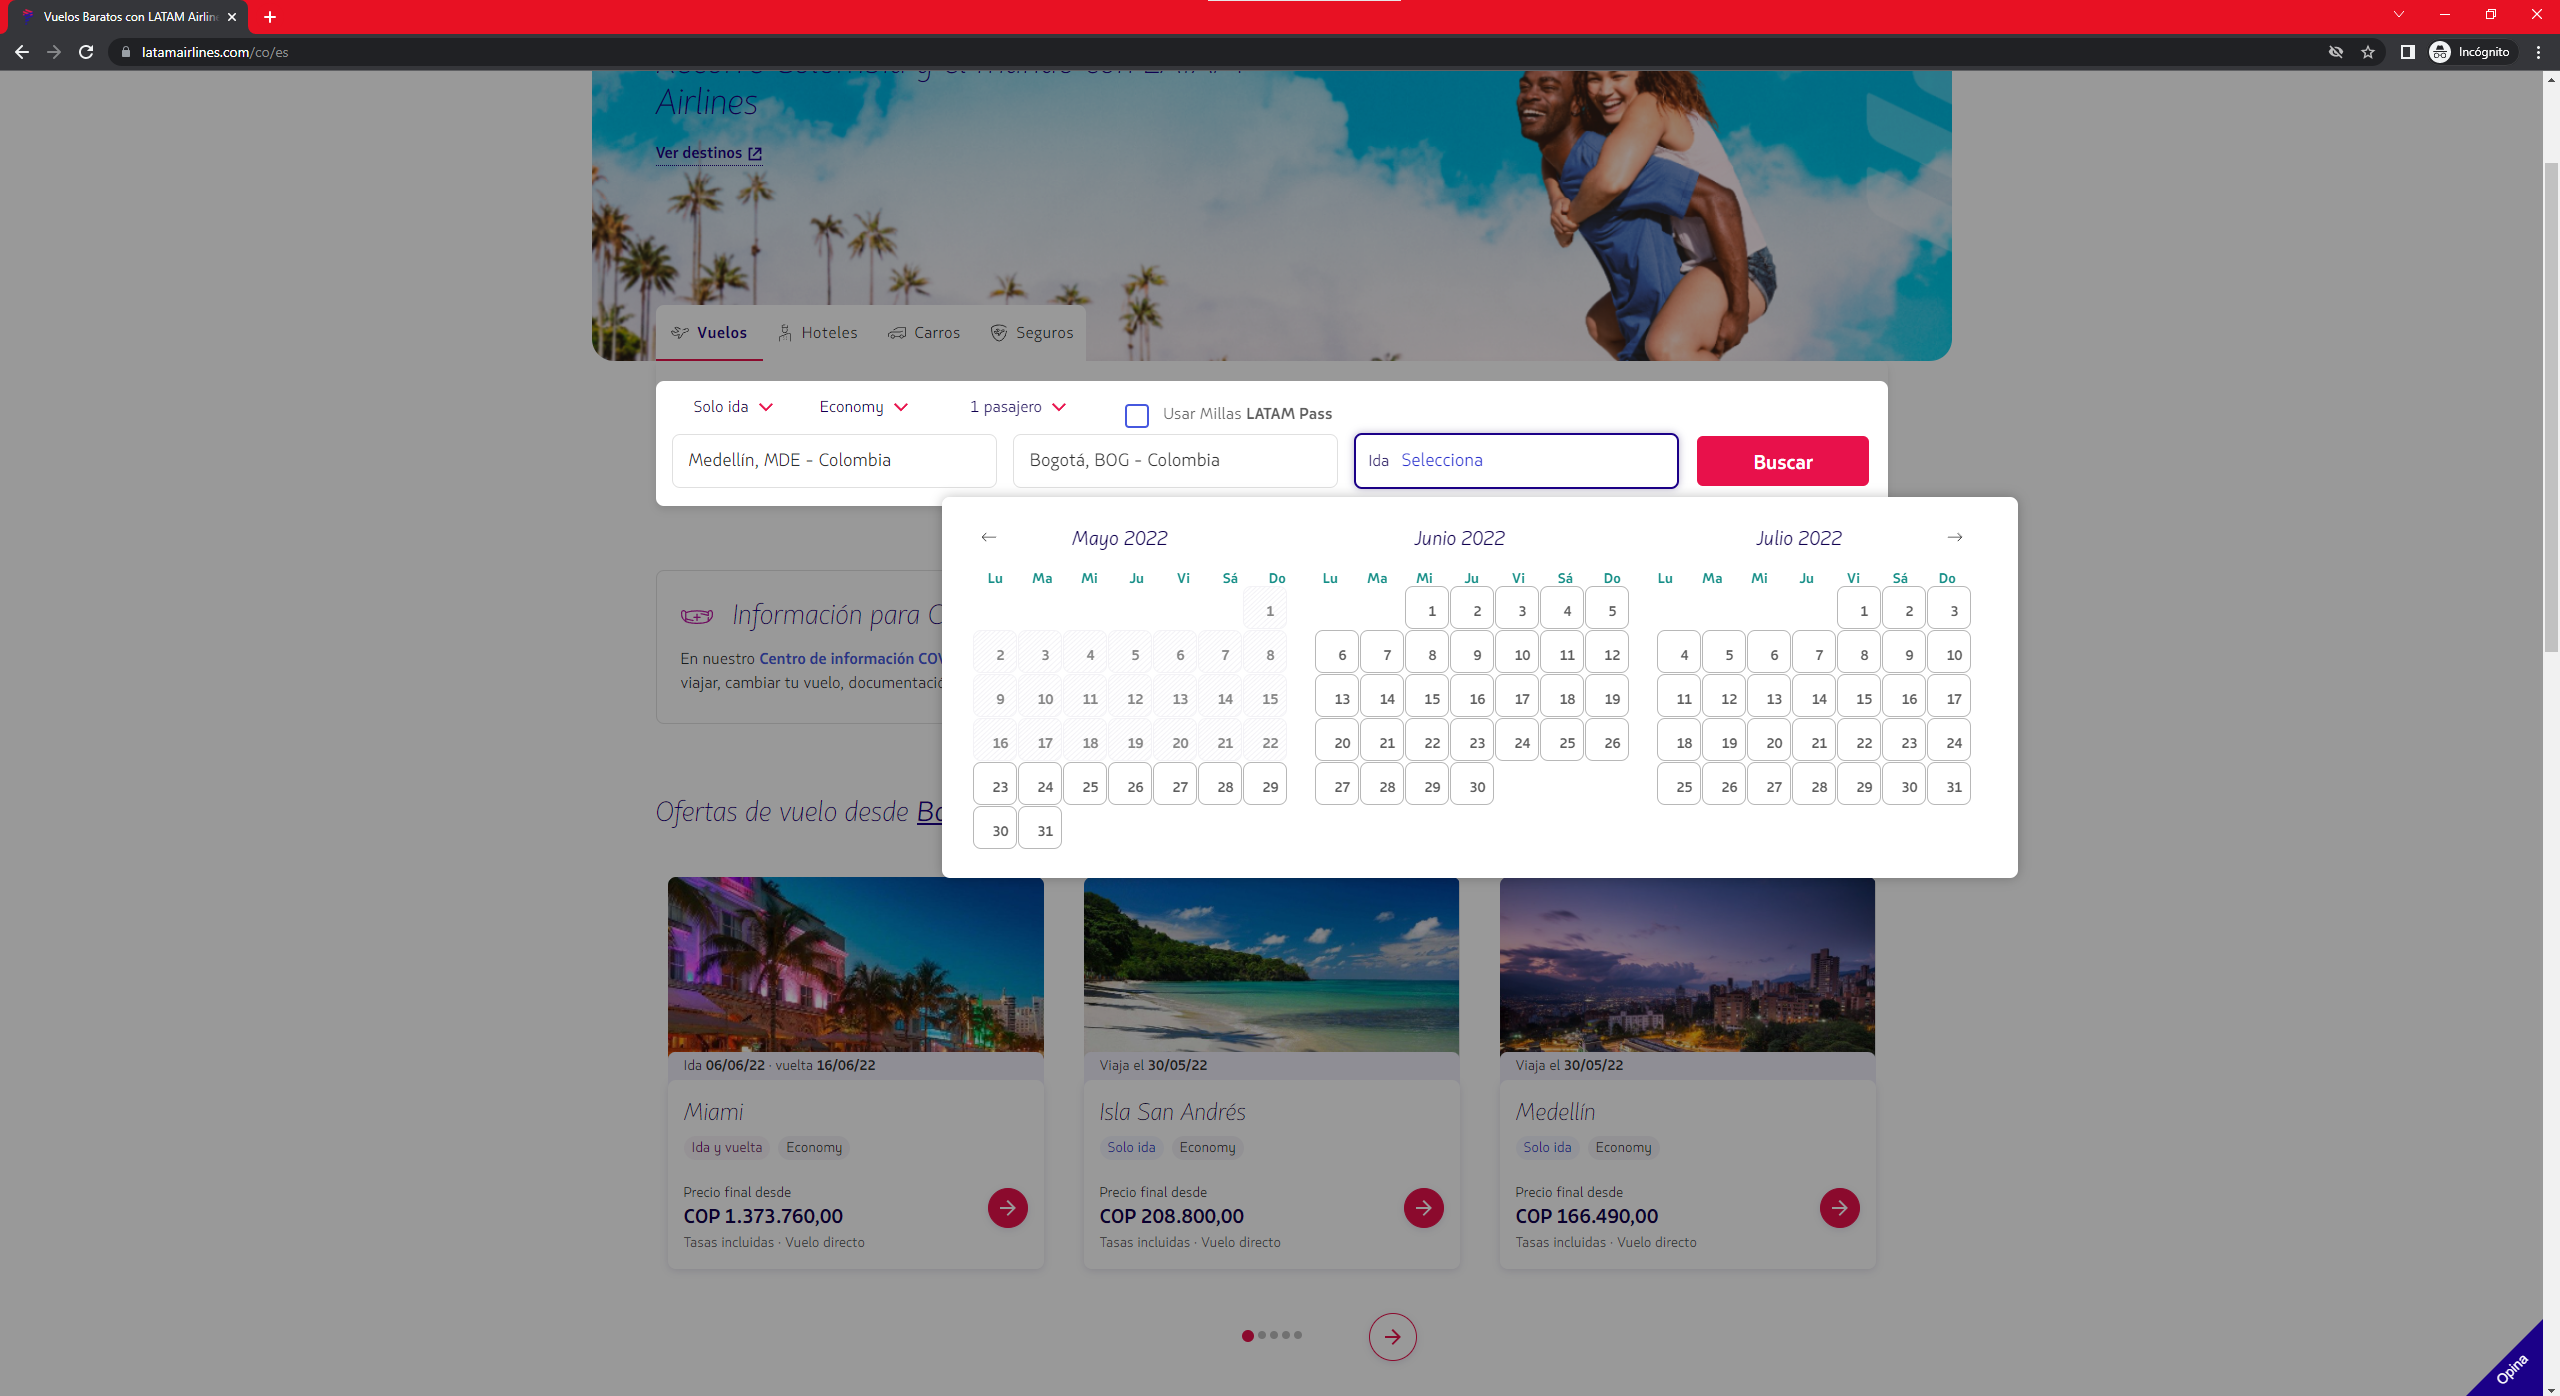 Vuelos Baratos con LATAM Airlin
latamairlines.com/co/es
Incógnito
Airlines
Ver destinos
Vuelos
Hoteles
Carros
Seguros
Solo ida
Economy
1 pasajero
Usar Millas LATAM Pass
Medellín, MDE - Colombia
Bogotá, BOG - Colombia
Ida Selecciona
Buscar
Mayo 2022
Lu Ma Mi Ju Vi Sá Do
1
2 3 4 5 6 7 8
9 10 11 12 13 14 15
16 17 18 19 20 21 22
23 24 25 26 27 28 29
30 31
Junio 2022
Lu Ma Mi Ju Vi Sá Do
1 2 3 4 5
6 7 8 9 10 11 12
13 14 15 16 17 18 19
20 21 22 23 24 25 26
27 28 29 30
Julio 2022
Lu Ma Mi Ju Vi Sá Do
1 2 3
4 5 6 7 8 9 10
11 12 13 14 15 16 17
18 19 20 21 22 23 24
25 26 27 28 29 30 31
Información para C
En nuestro Centro de información COV
viajar, cambiar tu vuelo, documentació
Ofertas de vuelo desde Bo
Ida 06/06/22 · vuelta 16/06/22
Miami
Ida y vuelta
Economy
Precio final desde
COP 1.373.760,00
Tasas incluidas · Vuelo directo
Viaja el 30/05/22
Isla San Andrés
Solo ida
Economy
Precio final desde
COP 208.800,00
Tasas incluidas · Vuelo directo
Viaja el 30/05/22
Medellín
Solo ida
Economy
Precio final desde
COP 166.490,00
Tasas incluidas · Vuelo directo
Opina